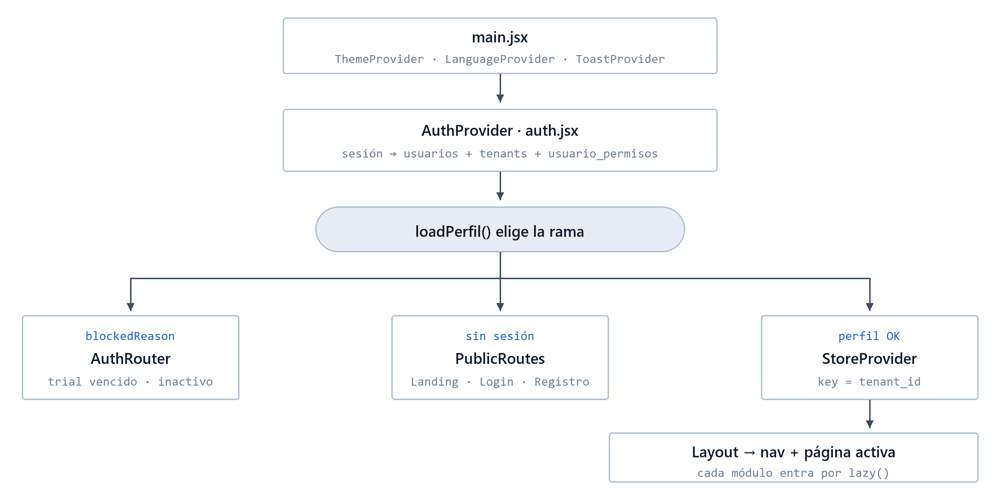 main.jsx
ThemeProvider · LanguageProvider · ToastProvider
AuthProvider · auth.jsx
sesión → usuarios + tenants + usuario_permisos
loadPerfil() elige la rama
blockedReason
AuthRouter
trial vencido · inactivo
sin sesión
PublicRoutes
Landing · Login · Registro
perfil OK
StoreProvider
key = tenant_id
Layout → nav + página activa
cada módulo entra por lazy()